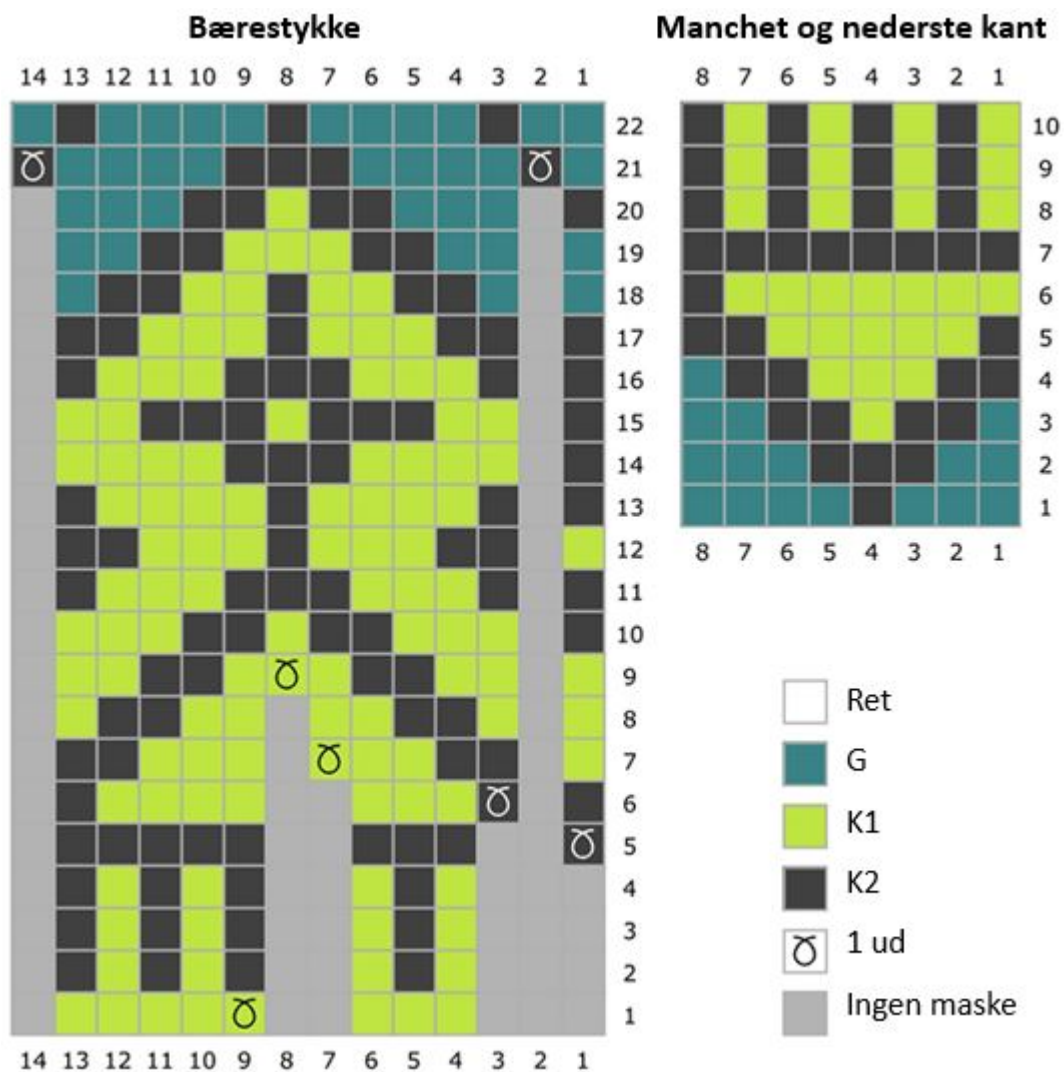 Bærestykke
14 13 12 11 10 9 8 7 6 5 4 3 2 1
22
21
20
19
18
17
16
15
14
13
12
11
10
9
8
7
6
5
4
3
2
1
14 13 12 11 10 9 8 7 6 5 4 3 2 1
Manchet og nederste kant
8 7 6 5 4 3 2 1
10
9
8
7
6
5
4
3
2
1
8 7 6 5 4 3 2 1
Ret
G
K1
K2
1 ud
Ingen maske